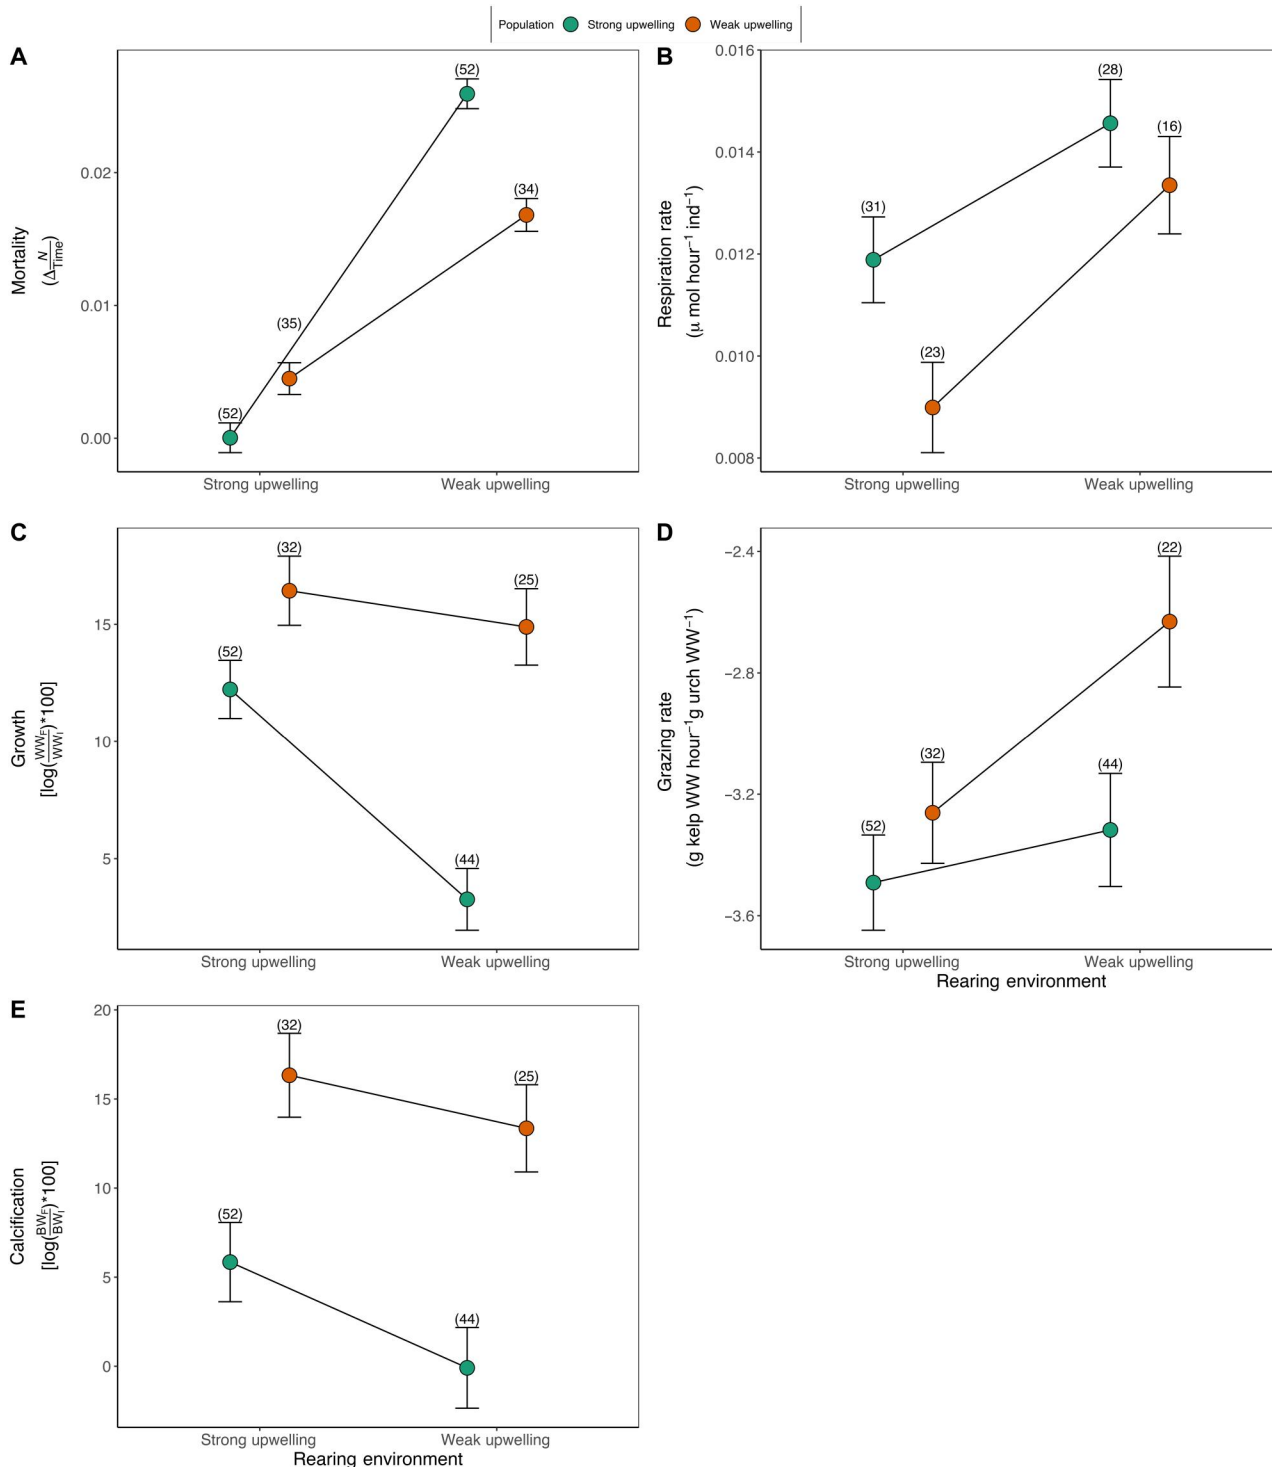 Population Strong upwelling Weak upwelling
A
Mortality
(Δ N/Time)
0.02
0.01
0.00
(52)
(35)
(52)
(34)
Strong upwelling Weak upwelling
B
Respiration rate
(μ mol hour⁻¹ ind⁻¹)
0.016
0.014
0.012
0.010
0.008
(31)
(23)
(28)
(16)
Strong upwelling Weak upwelling
C
Growth
[log(WW_F/WW_I)*100]
15
10
5
(52)
(32)
(44)
(25)
Strong upwelling Weak upwelling
D
Grazing rate
(g kelp WW hour⁻¹g urch WW⁻¹)
−2.4
−2.8
−3.2
−3.6
(52)
(32)
(44)
(22)
Strong upwelling Weak upwelling
Rearing environment
E
Calcification
[log(BW_F/BW_I)*100]
20
15
10
5
0
(52)
(32)
(44)
(25)
Strong upwelling Weak upwelling
Rearing environment